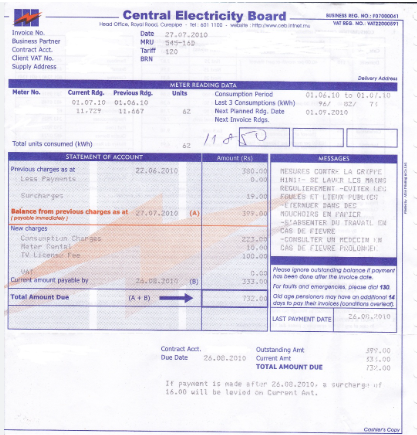 Central Electricity Board
BUSINESS REG. NO.: F07000061
Head Office, Royal Road, Curepipe - Tel: 601 1100 - website: http://www.ceb.intnet.mu
VAT REG. NO.
Invoice No.
Date 27.07.2010
Business Partner
MRU
Contract Acct.
Tariff 120
Client VAT No.
BRN
Supply Address
Delivery Address
METER READING DATA
Meter No. Current Rdg. Previous Rdg. Units Consumption Period 01.06.10 to 01.07.10
01.07.10 01.06.10 Last 3 Consumptions (kWh) 96/ 82/
11.729 11.667 62 Next Planned Rdg. Date 01.09.2010
Next Invoice Rdgs.
Total units consumed (kWh) 62
STATEMENT OF ACCOUNT Amount (Rs) MESSAGES
Previous charges as at 22.06.2010 380.00
Less Payments 0.00
Surcharges 19.00
Balance from previous charges as at 27.07.2010 (A) 399.00
(payable immediately)
New charges
Consumption Charges 223.00
Meter Rental 10.00
TV License Fee 100.00
VAT 0.00
Current amount payable by 26.08.2010 (B) 333.00
Total Amount Due (A + B) 732.00
MESURES CONTRE LA GRIPPE
H1N1:- SE LAVER LES MAINS
REGULIEREMENT -EVITER LES
FOULES ET LIEUX PUBLICS
-ETERNUER DANS DES
MOUCHOIRS EN PAPIER
-S'ABSENTER DU TRAVAIL EN
CAS DE FIEVRE
-CONSULTER UN MEDECIN EN
CAS DE FIEVRE PROLONGE
Please ignore outstanding balance if payment
has been done after the invoice date.
For faults and emergencies, please dial 130.
Old age pensioners may have an additional 14
days to pay their invoices (conditions overleaf).
LAST PAYMENT DATE 26.08.2010
Contract Acct. Outstanding Amt 399.00
Due Date 26.08.2010 Current Amt 333.00
TOTAL AMOUNT DUE 732.00
If payment is made after 26.08.2010, a surcharge of
16.00 will be levied on Current Amt.
Cashier's Copy